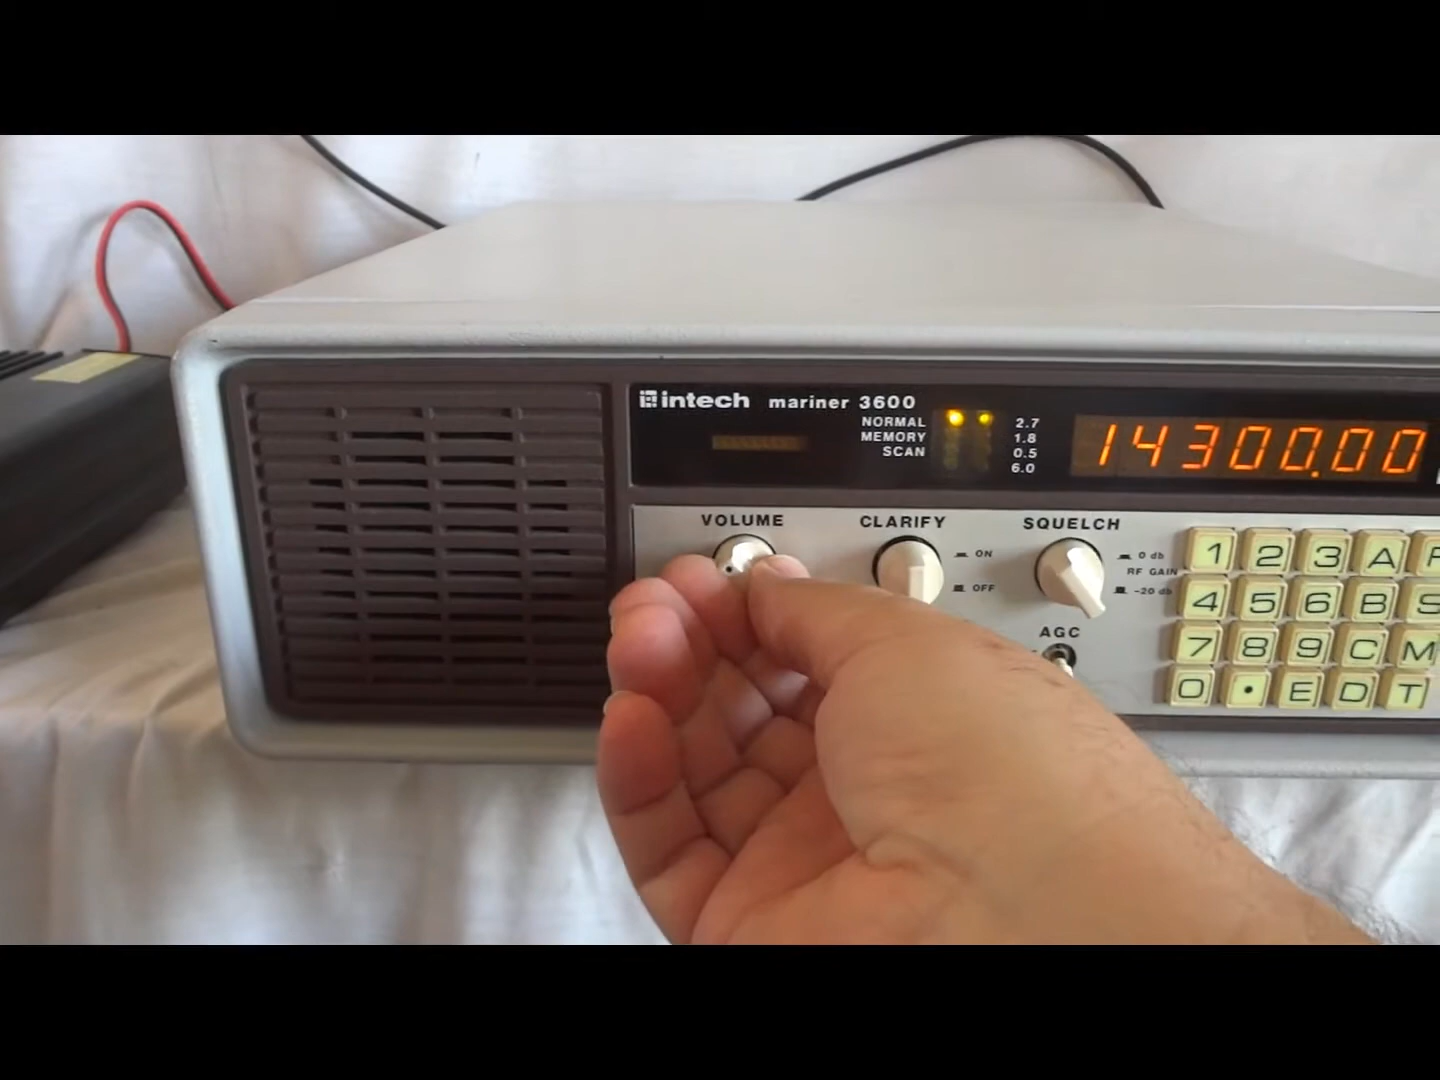 intech mariner 3600
NORMAL 2.7
MEMORY 1.8
SCAN 0.5
6.0
14300.00
VOLUME CLARIFY SQUELCH
ON
OFF
0 db
RF GAIN
-20 db
AGC
1 2 3 A
4 5 6 B S
7 8 9 C M
0 • E D T